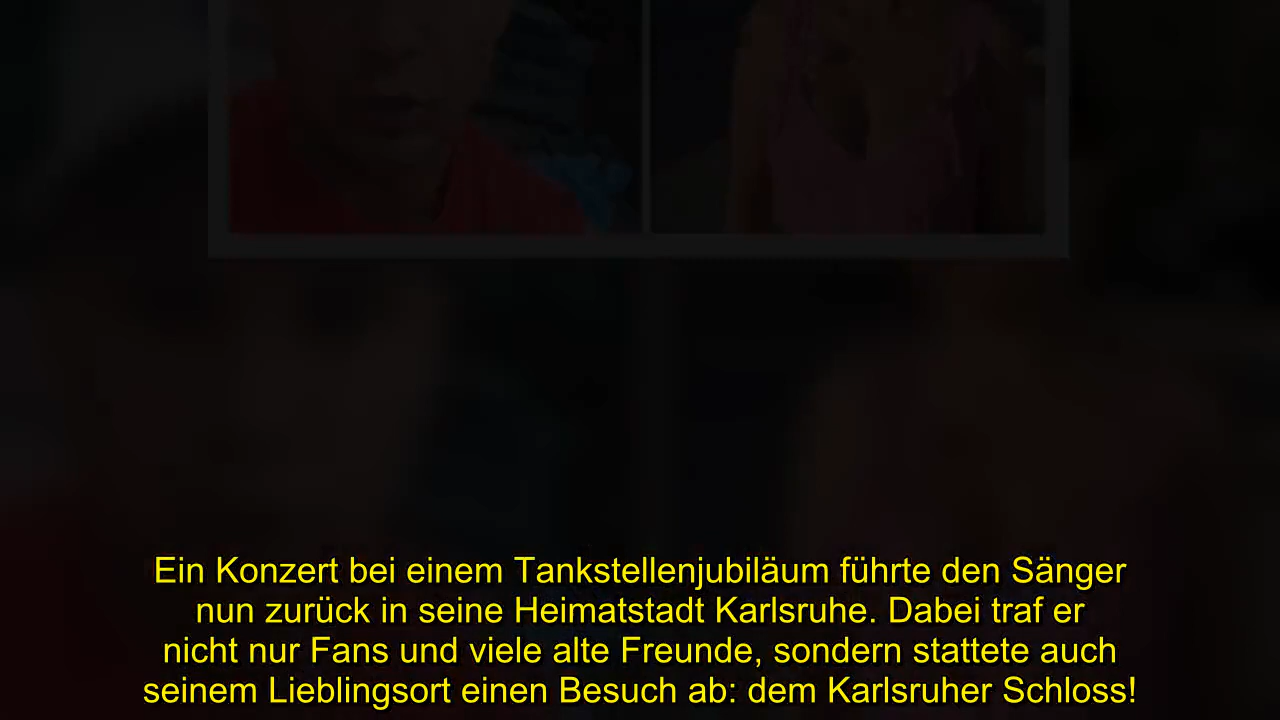 Ein Konzert bei einem Tankstellenjubiläum führte den Sänger
nun zurück in seine Heimatstadt Karlsruhe. Dabei traf er
nicht nur Fans und viele alte Freunde, sondern stattete auch
seinem Lieblingsort einen Besuch ab: dem Karlsruher Schloss!